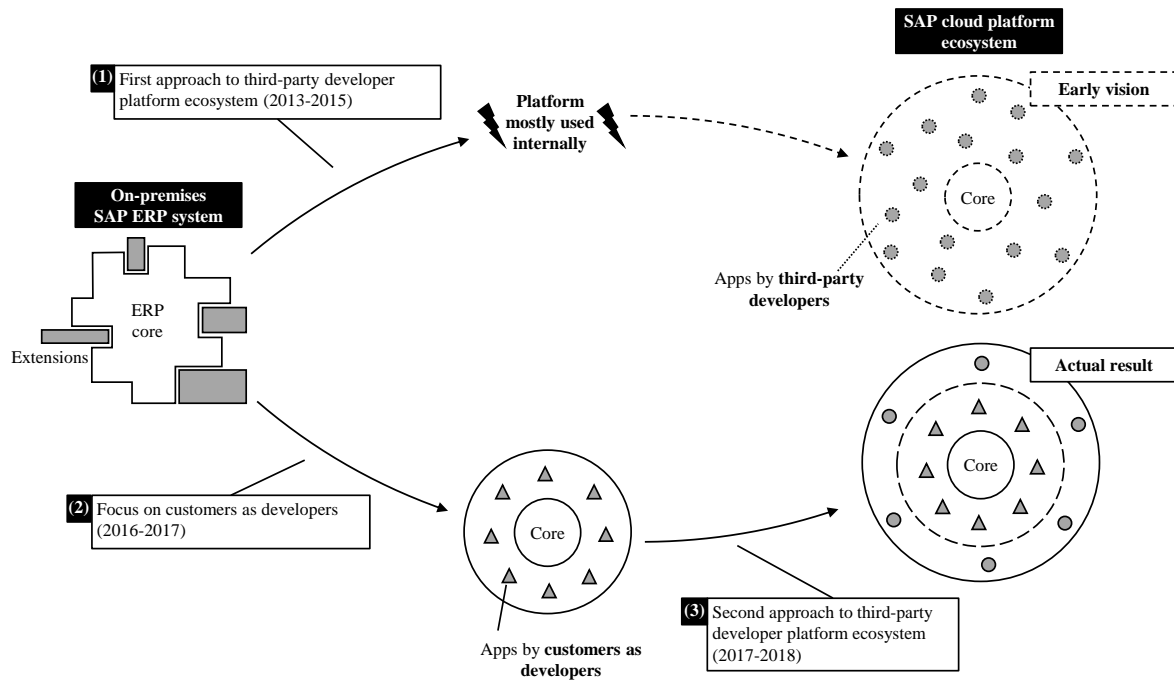 SAP cloud platform
ecosystem
Early vision
(1) First approach to third-party developer
platform ecosystem (2013-2015)
Platform
mostly used
internally
Core
Apps by third-party
developers
On-premises
SAP ERP system
ERP
core
Extensions
Actual result
Core
(2) Focus on customers as developers
(2016-2017)
Core
Apps by customers as
developers
(3) Second approach to third-party
developer platform ecosystem
(2017-2018)